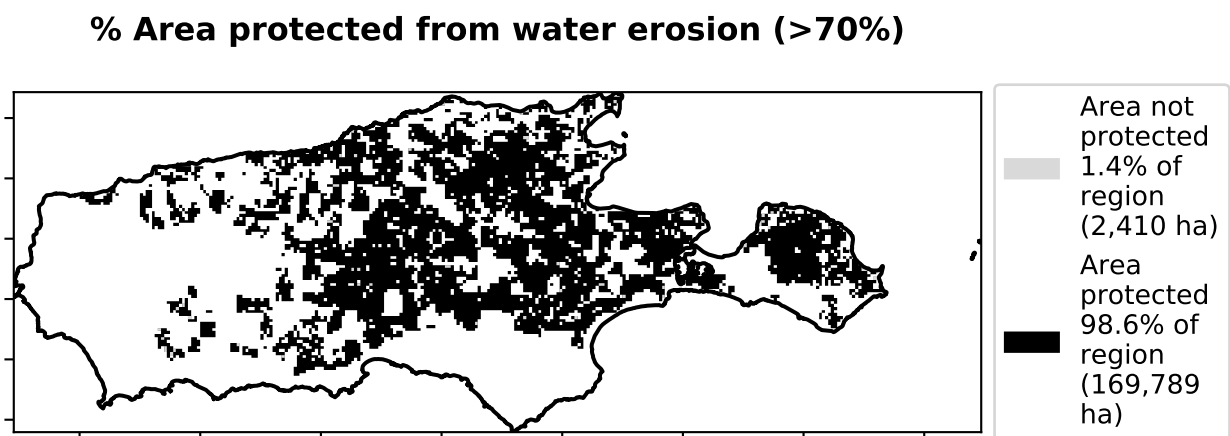 % Area protected from water erosion (>70%)
Area not
protected
1.4% of
region
(2,410 ha)
Area
protected
98.6% of
region
(169,789
ha)